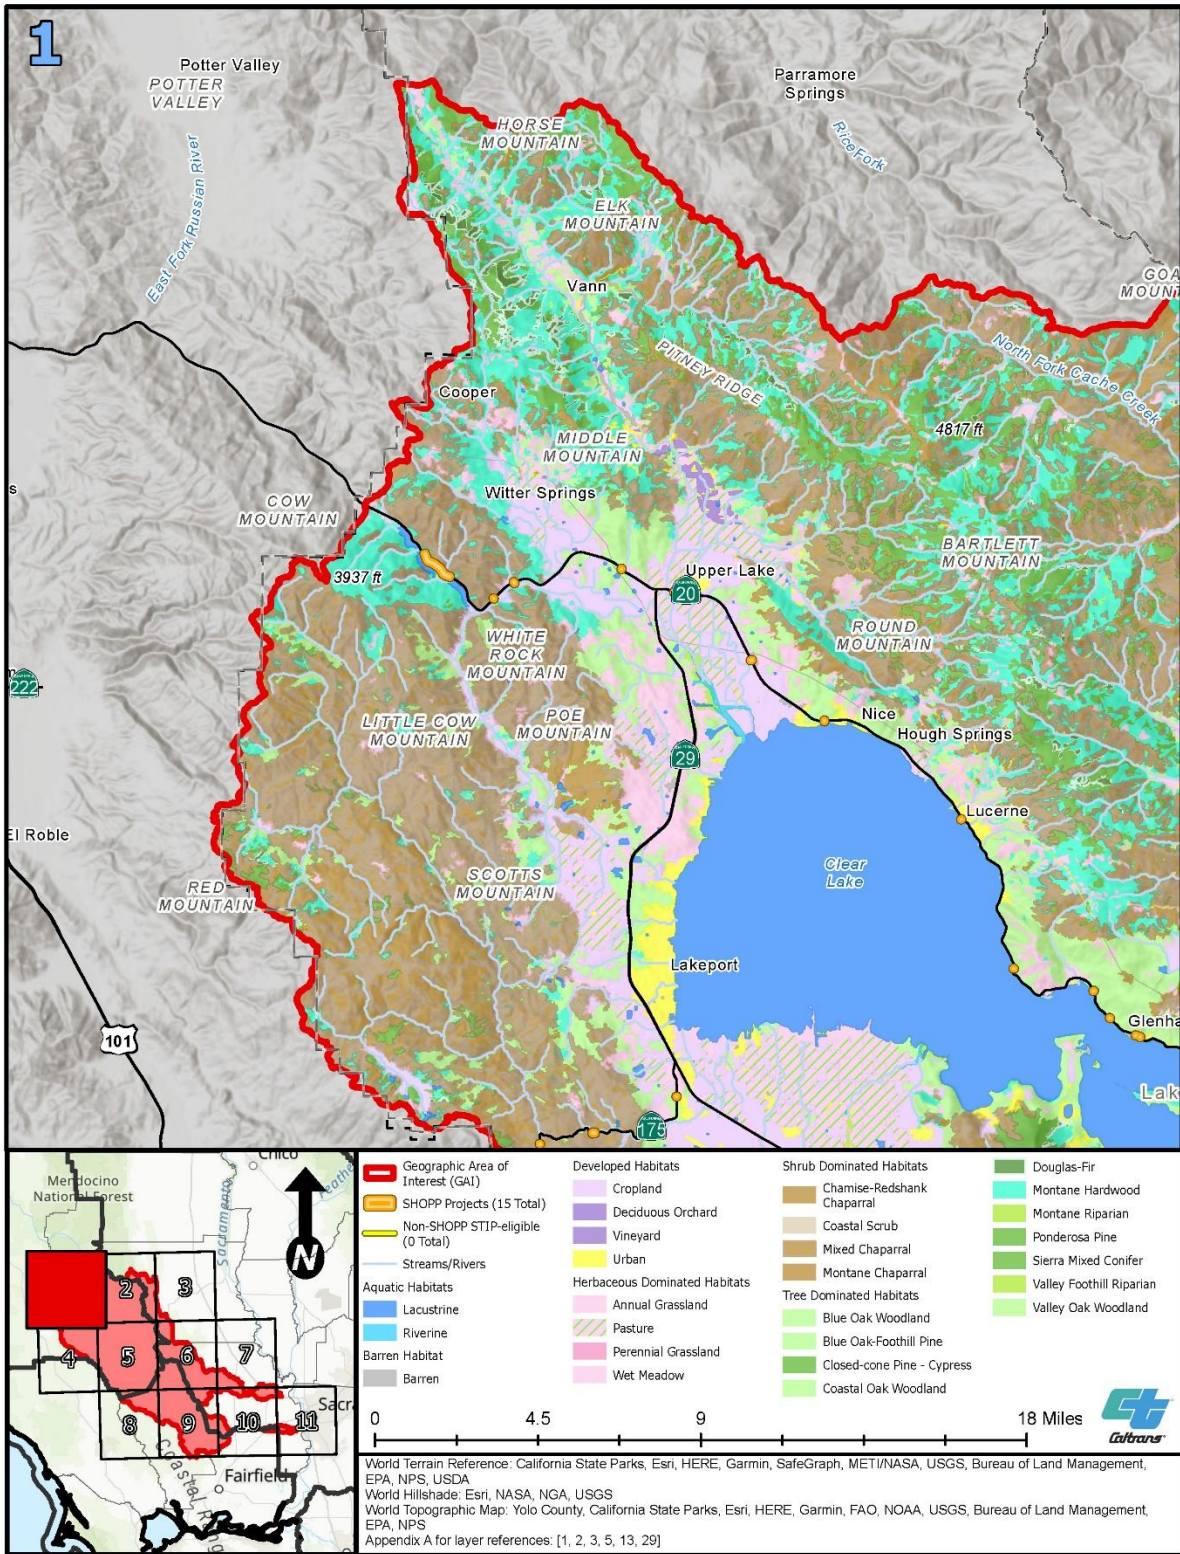 1
Potter Valley
POTTER
VALLEY
Parramore
Springs
HORSE
MOUNTAIN
Rice Fork
East Fork Russian River
ELK
MOUNTAIN
GOA
MOUNT
Vann
North Fork Cache Creek
PITNEY RIDGE
Cooper
4817 ft
MIDDLE
MOUNTAIN
Witter Springs
COW
MOUNTAIN
BARTLETT
MOUNTAIN
3937 ft
Upper Lake
20
WHITE
ROCK
MOUNTAIN
ROUND
MOUNTAIN
222
LITTLE COW
MOUNTAIN
POE
MOUNTAIN
Nice
Hough Springs
29
Lucerne
El Roble
Clear
Lake
RED
MOUNTAIN
SCOTTS
MOUNTAIN
Lakeport
Glenha
101
Lak
175
Chico
Mendocino
National Forest
Sacramento
Feathe
N
2
3
4
5
6
7
8
9
10
11
Sacra
Fairfield
Coastal Rang
Geographic Area of
Interest (GAI)
SHOPP Projects (15 Total)
Non-SHOPP STIP-eligible
(0 Total)
Streams/Rivers
Aquatic Habitats
Lacustrine
Riverine
Barren Habitat
Barren
Developed Habitats
Cropland
Deciduous Orchard
Vineyard
Urban
Herbaceous Dominated Habitats
Annual Grassland
Pasture
Perennial Grassland
Wet Meadow
Shrub Dominated Habitats
Chamise-Redshank
Chaparral
Coastal Scrub
Mixed Chaparral
Montane Chaparral
Tree Dominated Habitats
Blue Oak Woodland
Blue Oak-Foothill Pine
Closed-cone Pine - Cypress
Coastal Oak Woodland
Douglas-Fir
Montane Hardwood
Montane Riparian
Ponderosa Pine
Sierra Mixed Conifer
Valley Foothill Riparian
Valley Oak Woodland
0 4.5 9 18 Miles
Caltrans
World Terrain Reference: California State Parks, Esri, HERE, Garmin, SafeGraph, METI/NASA, USGS, Bureau of Land Management,
EPA, NPS, USDA
World Hillshade: Esri, NASA, NGA, USGS
World Topographic Map: Yolo County, California State Parks, Esri, HERE, Garmin, FAO, NOAA, USGS, Bureau of Land Management,
EPA, NPS
Appendix A for layer references: [1, 2, 3, 5, 13, 29]